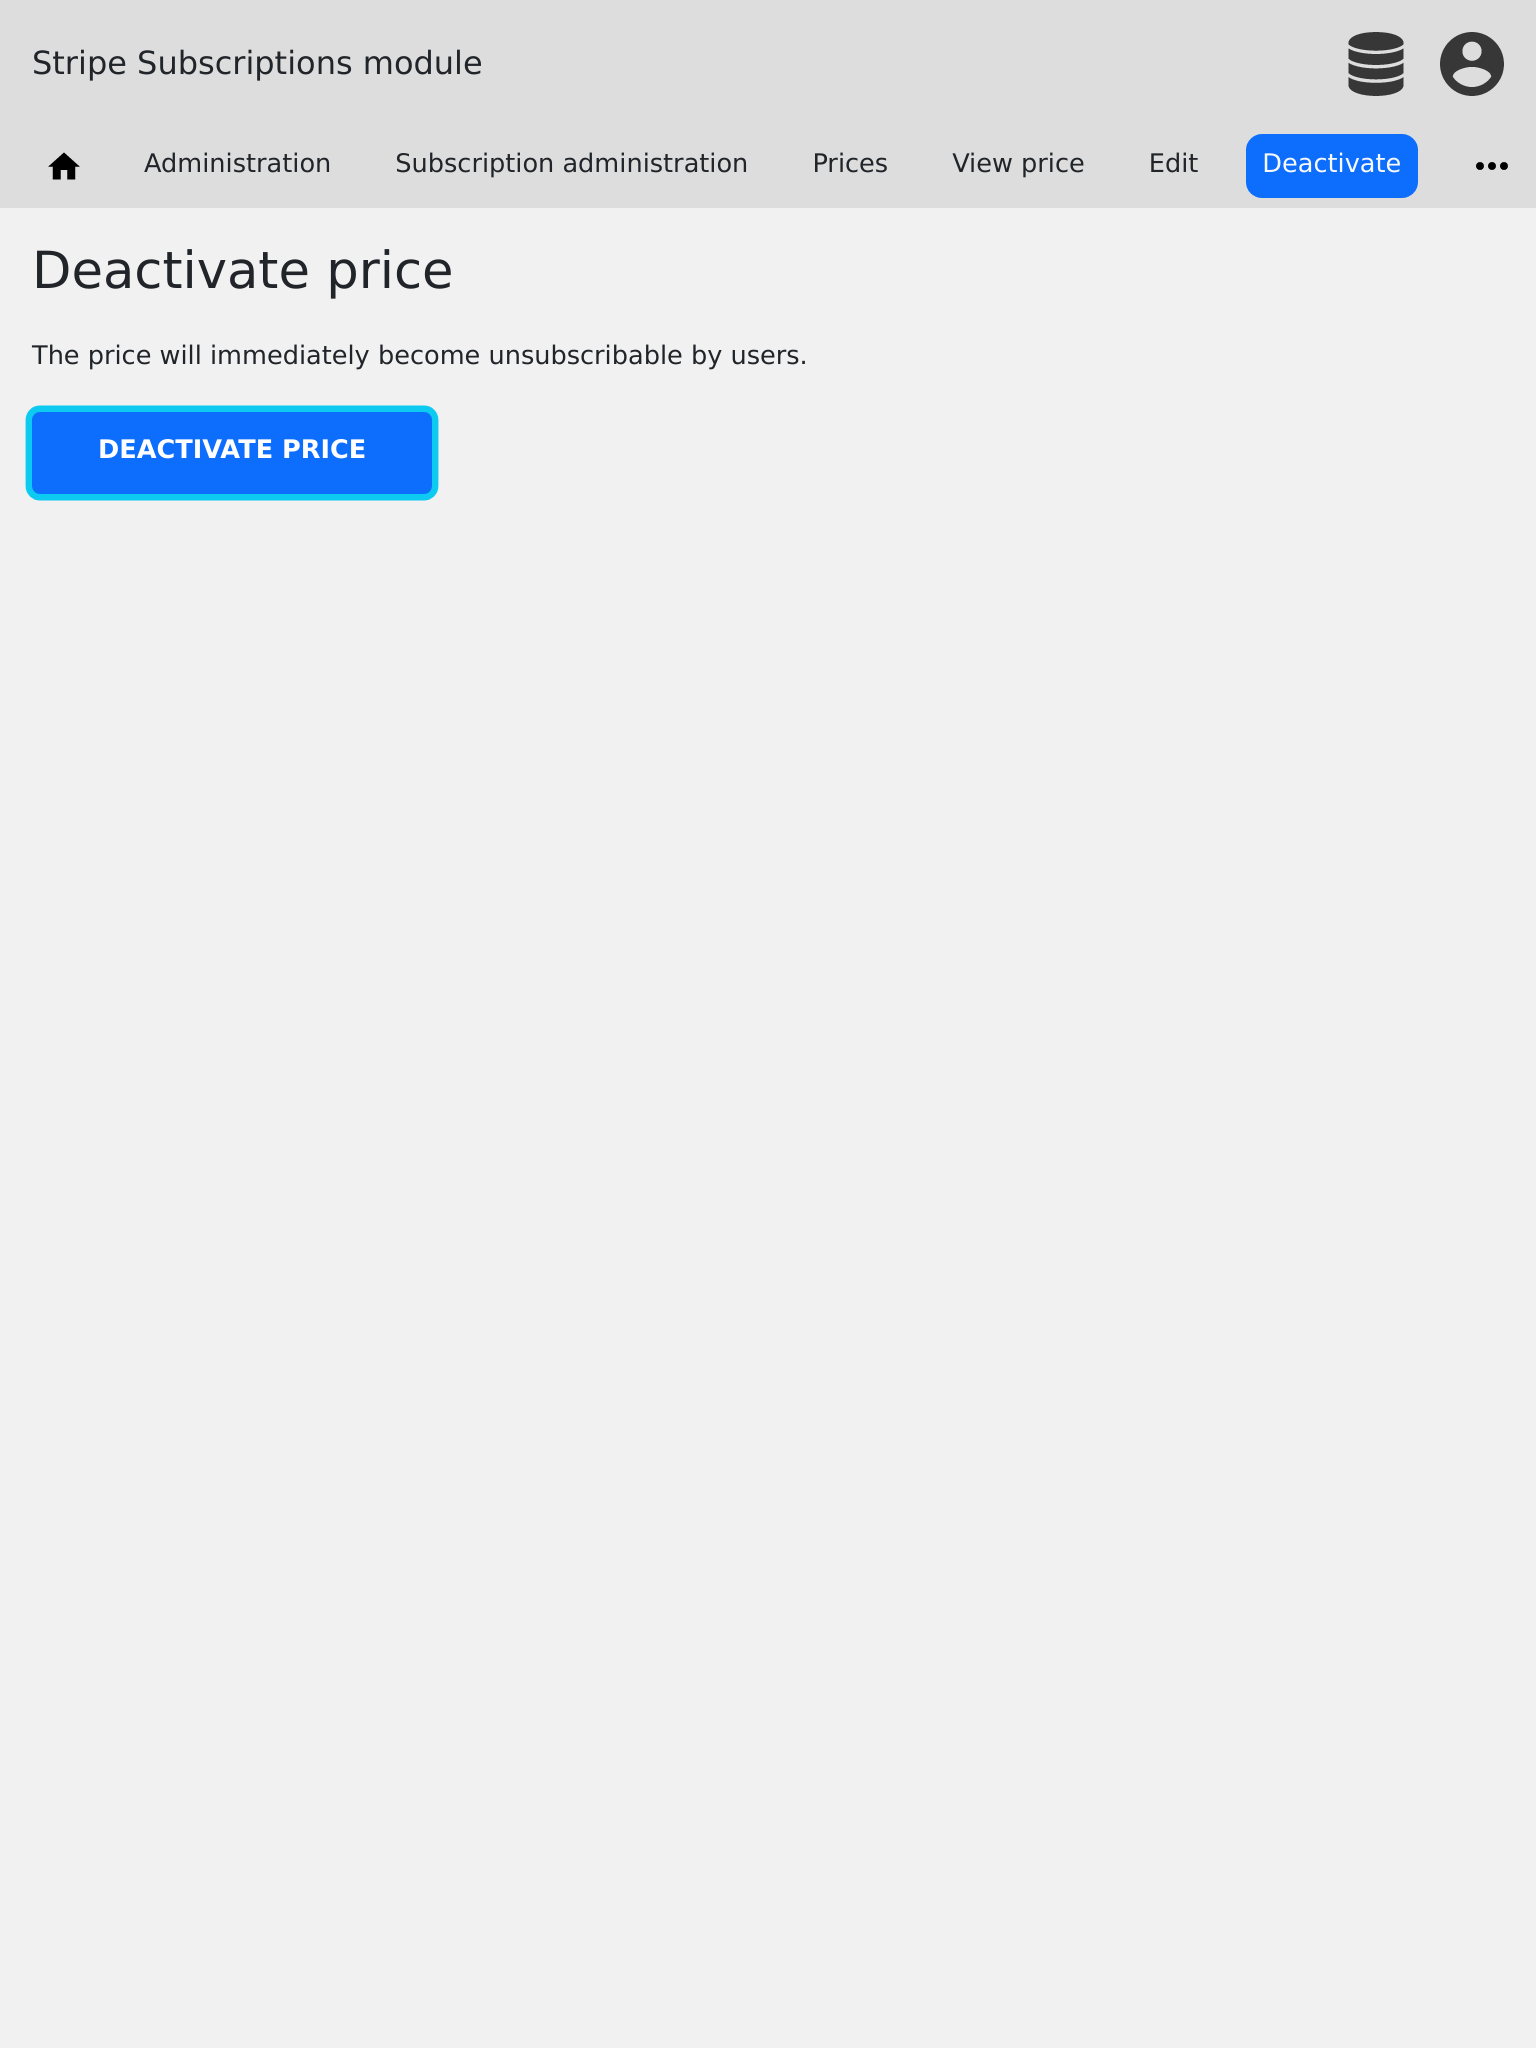 Stripe Subscriptions module
Administration Subscription administration Prices View price Edit Deactivate
Deactivate price
The price will immediately become unsubscribable by users.
DEACTIVATE PRICE